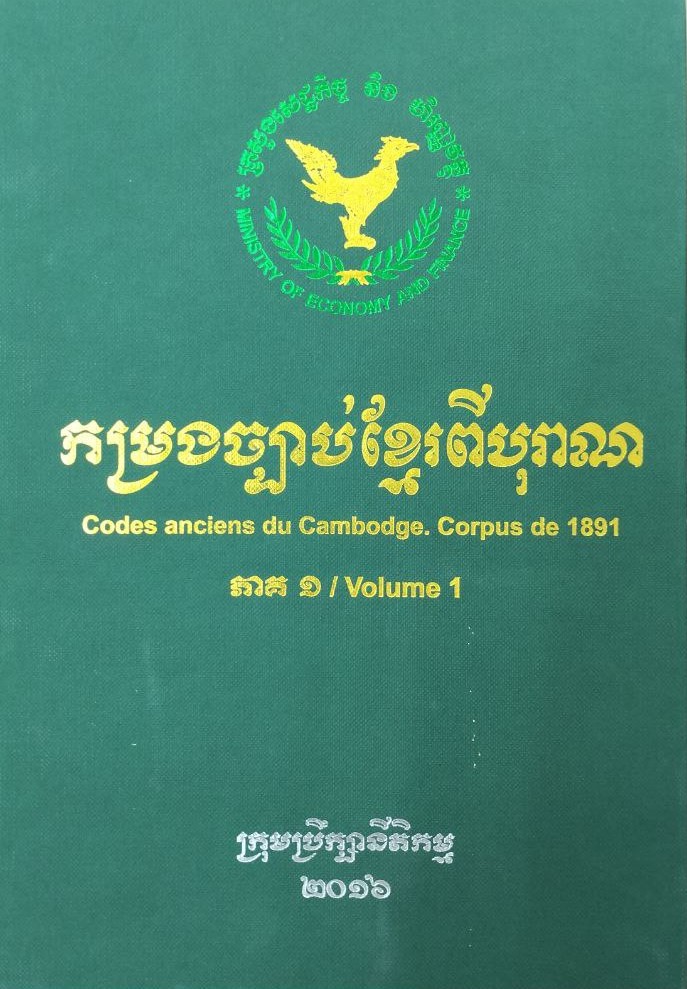 ក្រសួងសេដ្ឋកិច្ច និង ហិរញ្ញវត្ថុ
* MINISTRY OF ECONOMY AND FINANCE *
កម្រងច្បាប់ខ្មែរពីបុរាណ
Codes anciens du Cambodge. Corpus de 1891
ភាគ ១ / Volume 1
ក្រុមប្រឹក្សានីតិកម្ម
២០១៦